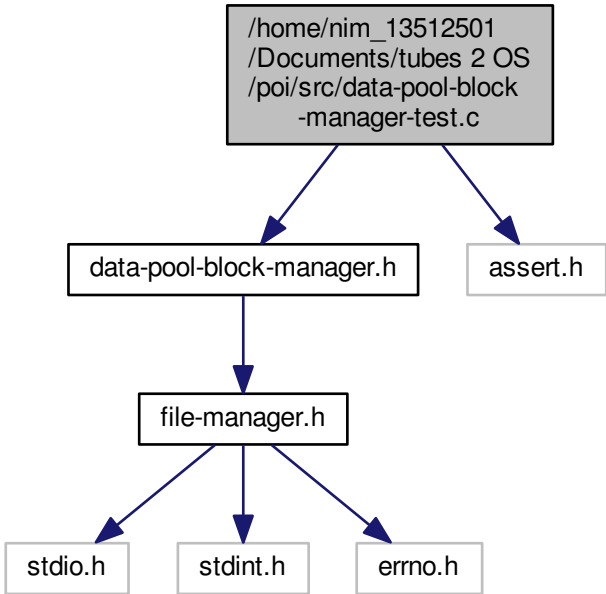 /home/nim_13512501
/Documents/tubes 2 OS
/poi/src/data-pool-block
-manager-test.c
data-pool-block-manager.h
assert.h
file-manager.h
stdio.h
stdint.h
errno.h